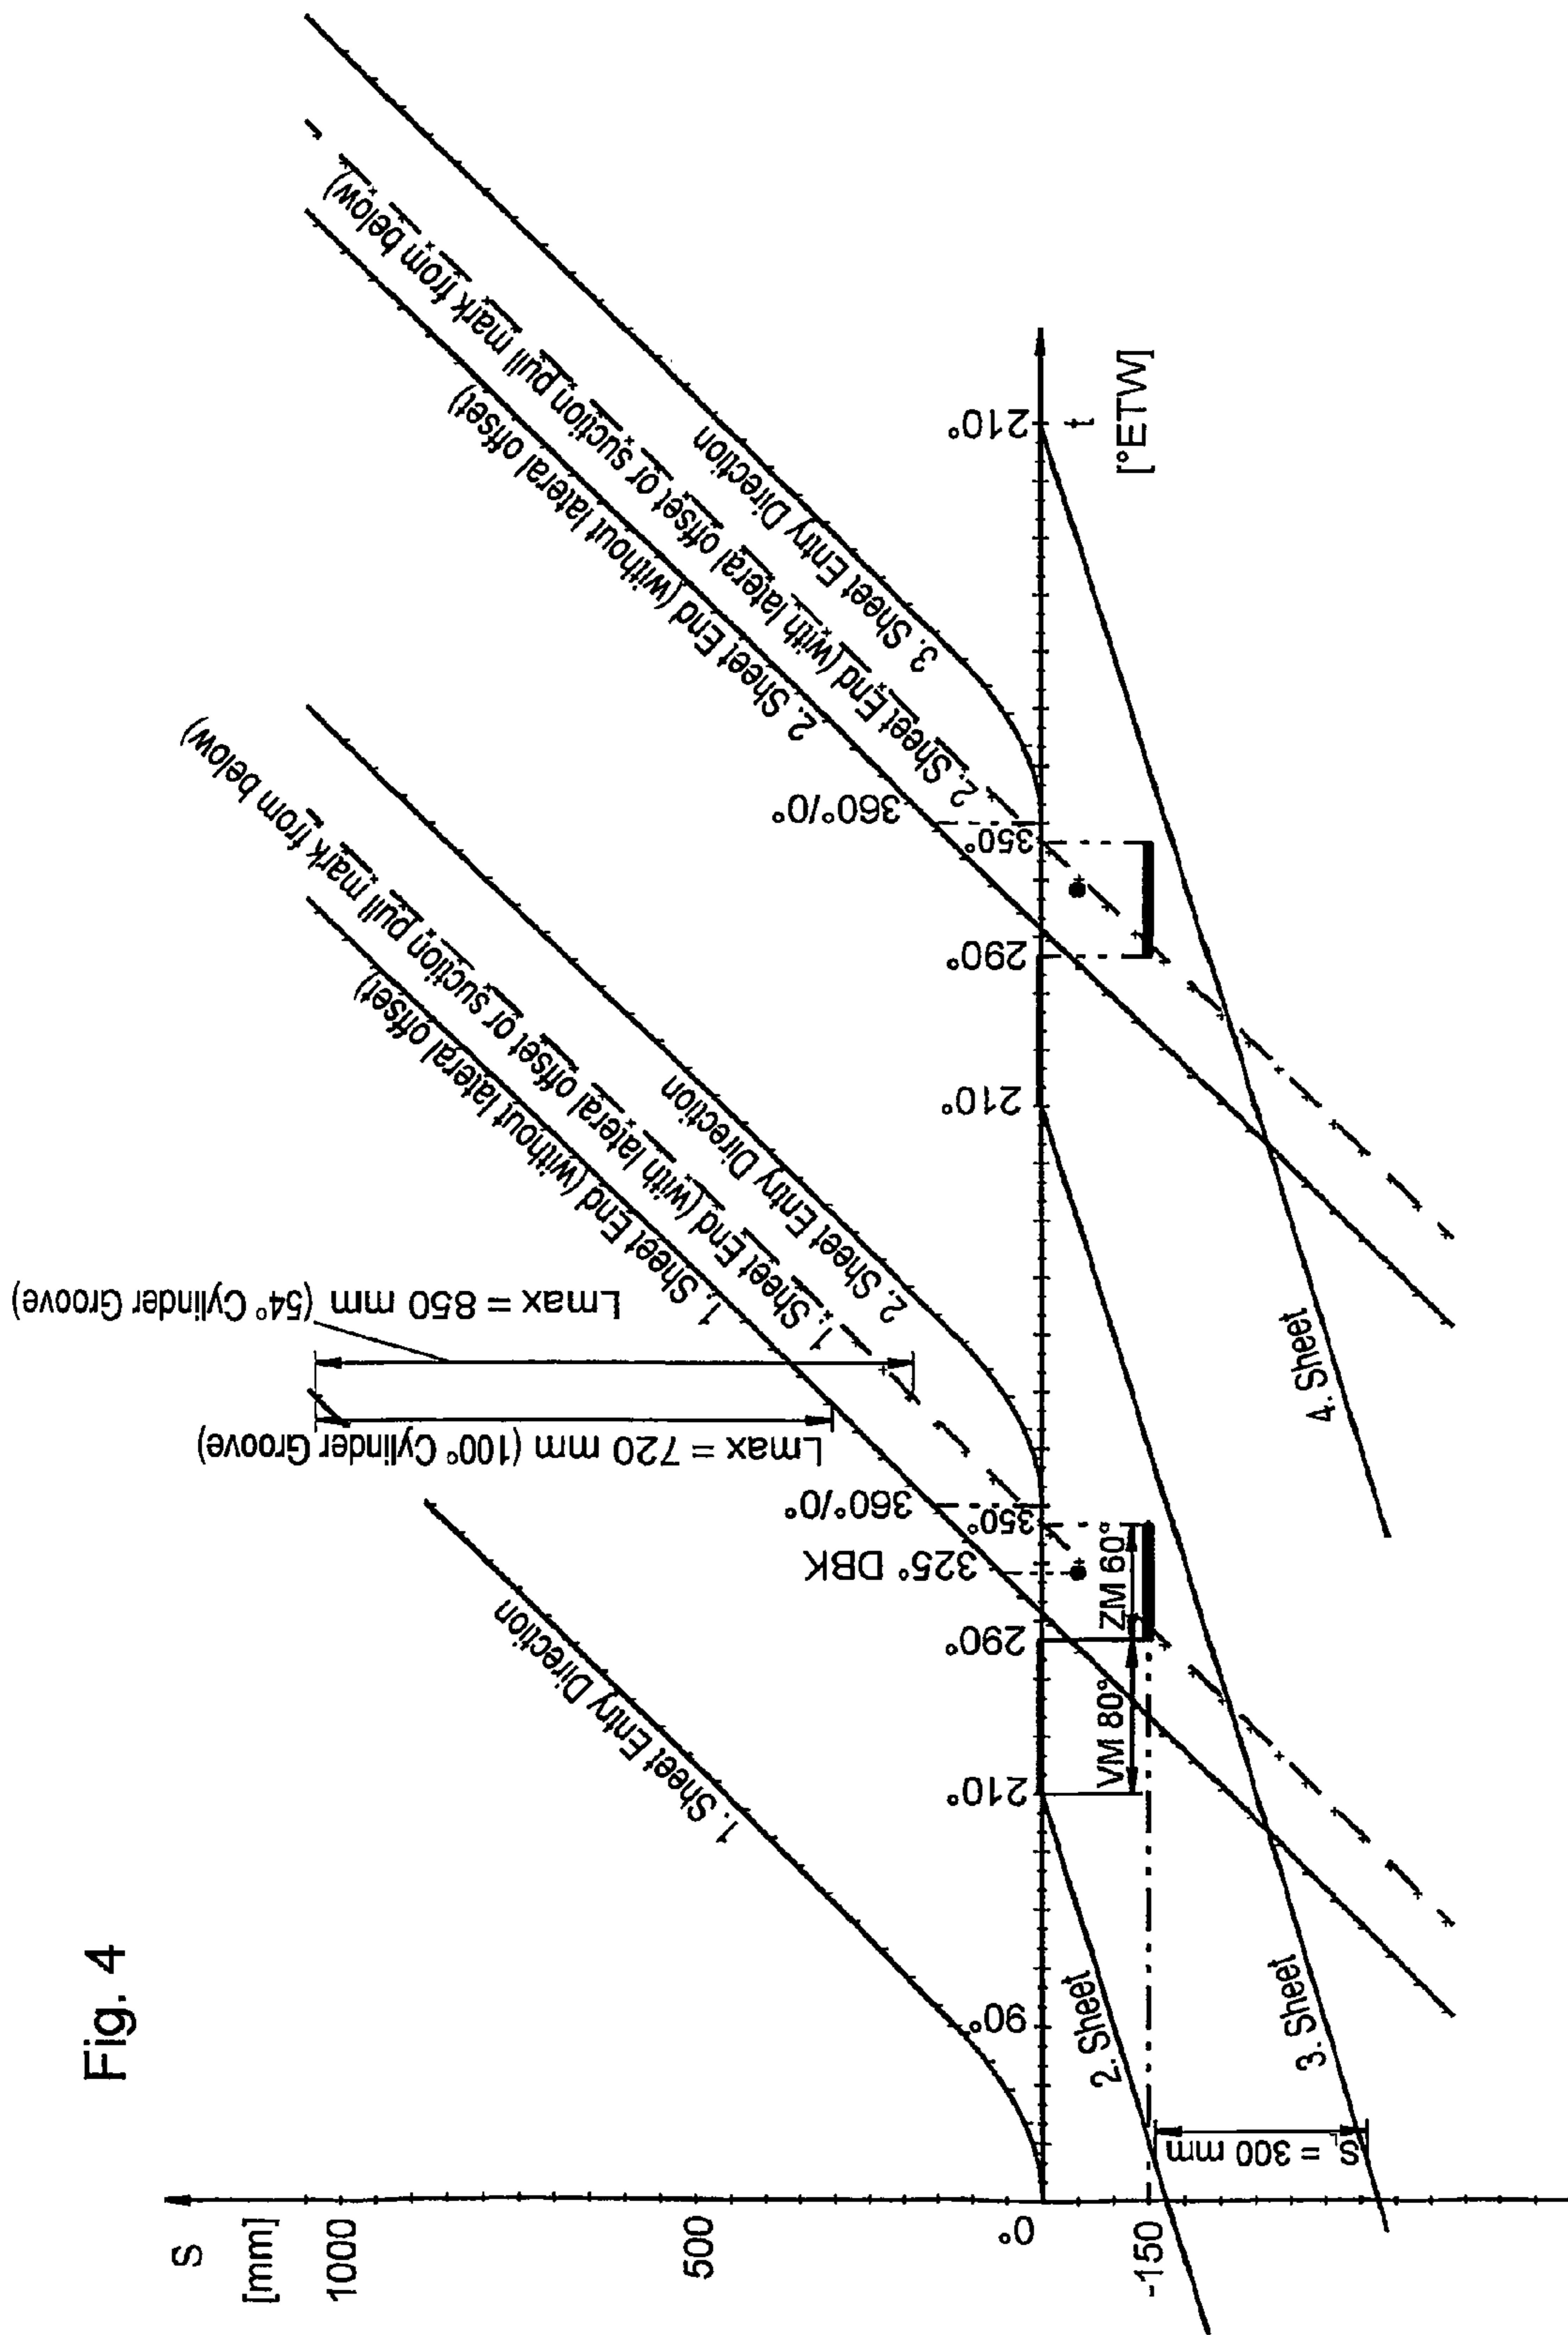 Fig. 4
S
[mm]
1000
500
0°
-150
1. Sheet Entry Direction
Lmax = 850 mm (54° Cylinder Groove)
Lmax = 720 mm (100° Cylinder Groove)
1. Sheet End (without lateral offset)
1. Sheet End (with lateral offset or suction pull mark from below)
2. Sheet Entry Direction
2. Sheet End (without lateral offset)
2. Sheet End (with lateral offset or suction pull mark from below)
3. Sheet Entry Direction
90°
210°
290°
325° DBK
350°
360°/0°
210°
290°
350°
360°/0°
210°
t
[°ETW]
VM 80°
ZM 60°
2. Sheet
3. Sheet
4. Sheet
S = 300 mm